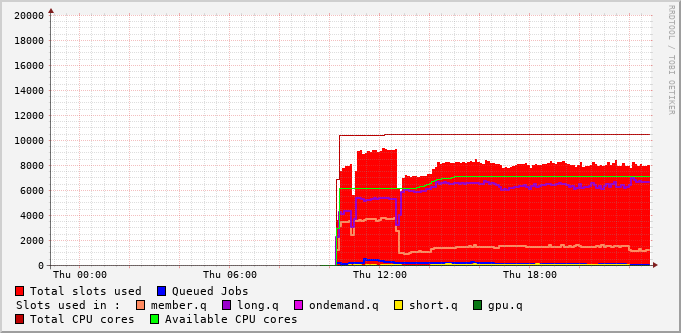 20000
18000
16000
14000
12000
10000
8000
6000
4000
2000
0
Thu 00:00 Thu 06:00 Thu 12:00 Thu 18:00
RRDTOOL / TOBI OETIKER
Total slots used Queued Jobs
Slots used in : member.q long.q ondemand.q short.q gpu.q
Total CPU cores Available CPU cores